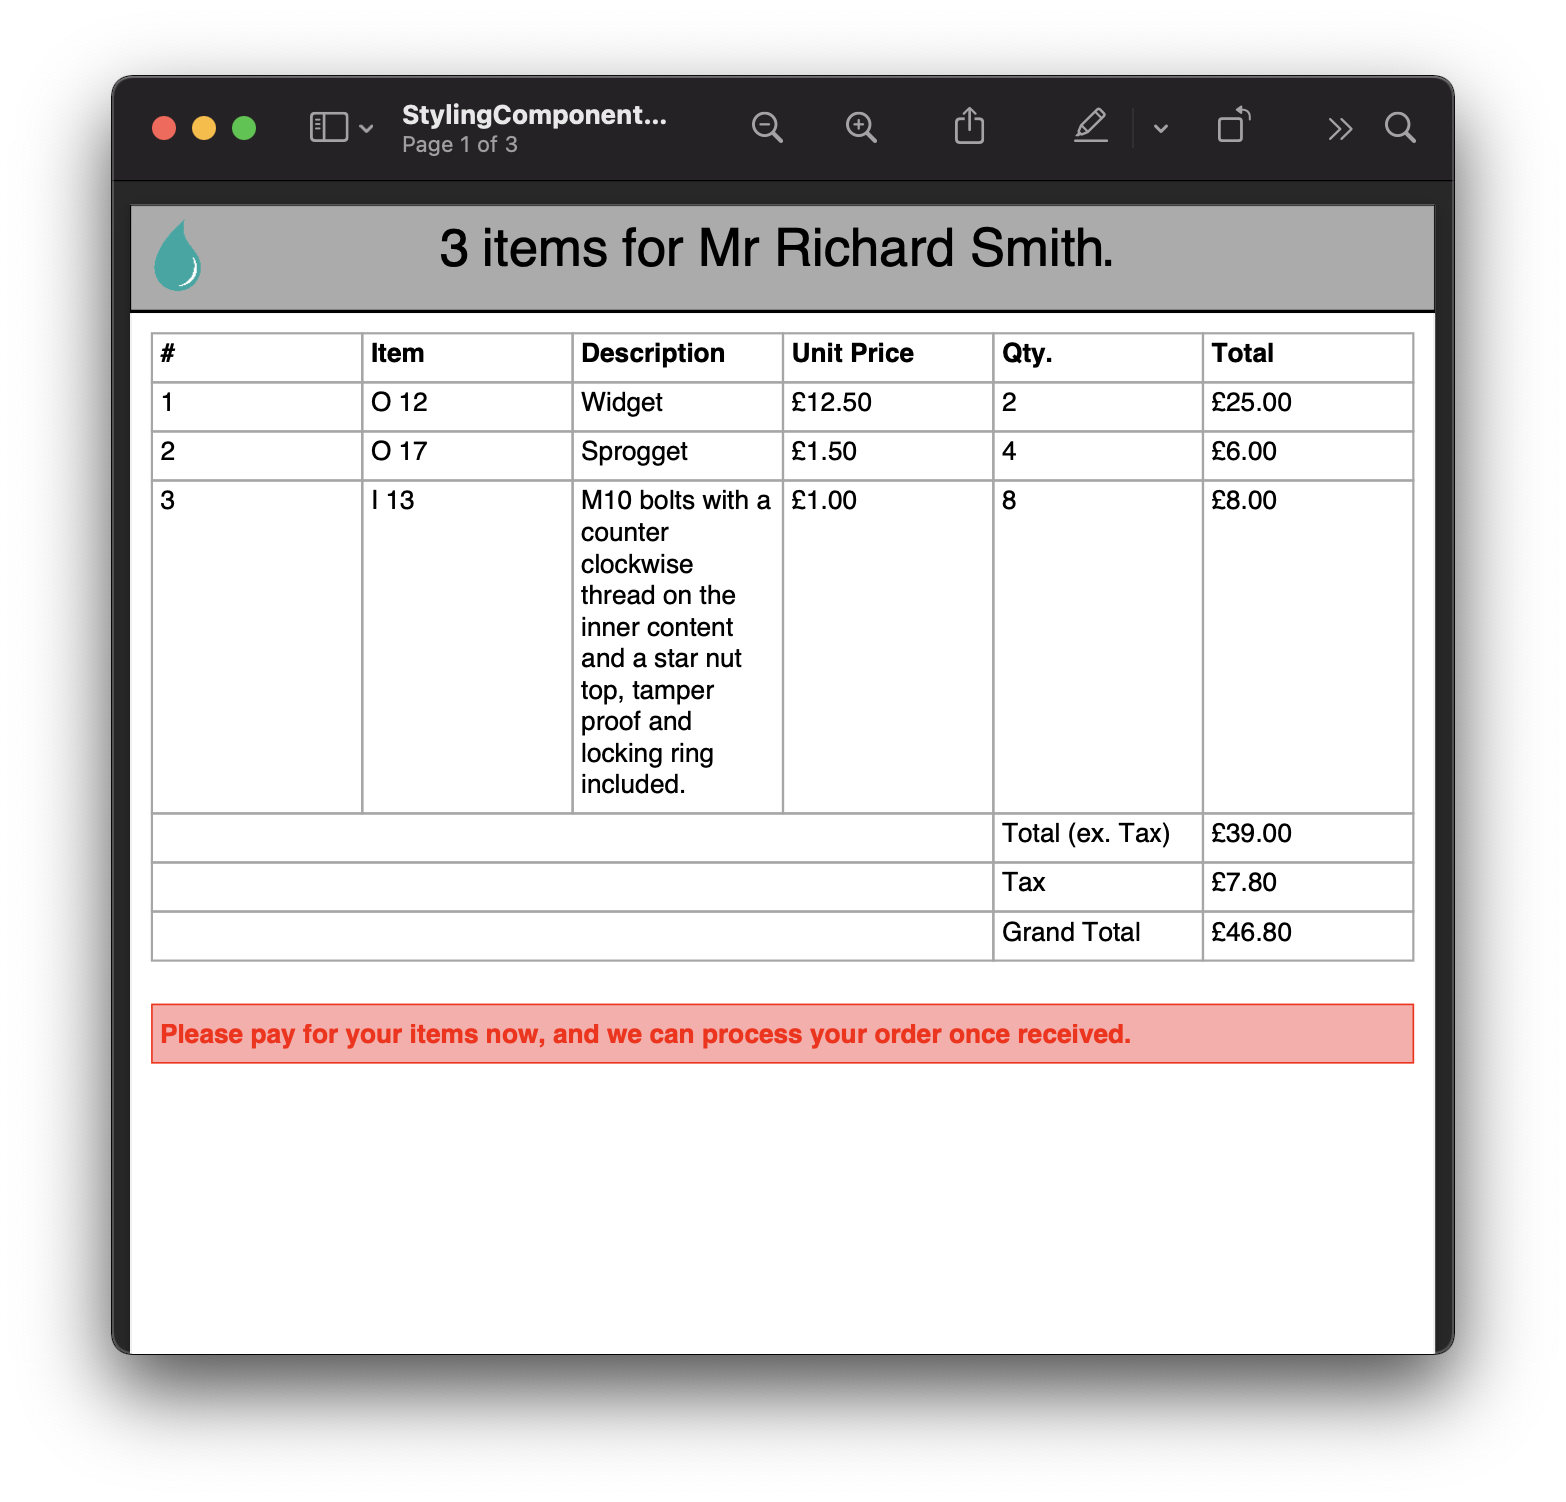 StylingComponent...
Page 1 of 3
3 items for Mr Richard Smith.
# Item Description Unit Price Qty. Total
1 O 12 Widget £12.50 2 £25.00
2 O 17 Sprogget £1.50 4 £6.00
3 I 13 M10 bolts with a £1.00 8 £8.00
counter
clockwise
thread on the
inner content
and a star nut
top, tamper
proof and
locking ring
included.
Total (ex. Tax) £39.00
Tax £7.80
Grand Total £46.80
Please pay for your items now, and we can process your order once received.